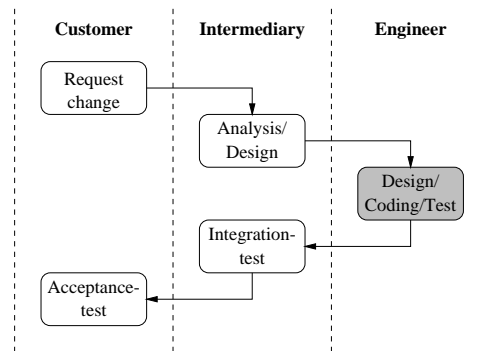 Customer
Intermediary
Engineer
Request
change
Analysis/
Design
Design/
Coding/Test
Integration-
test
Acceptance-
test